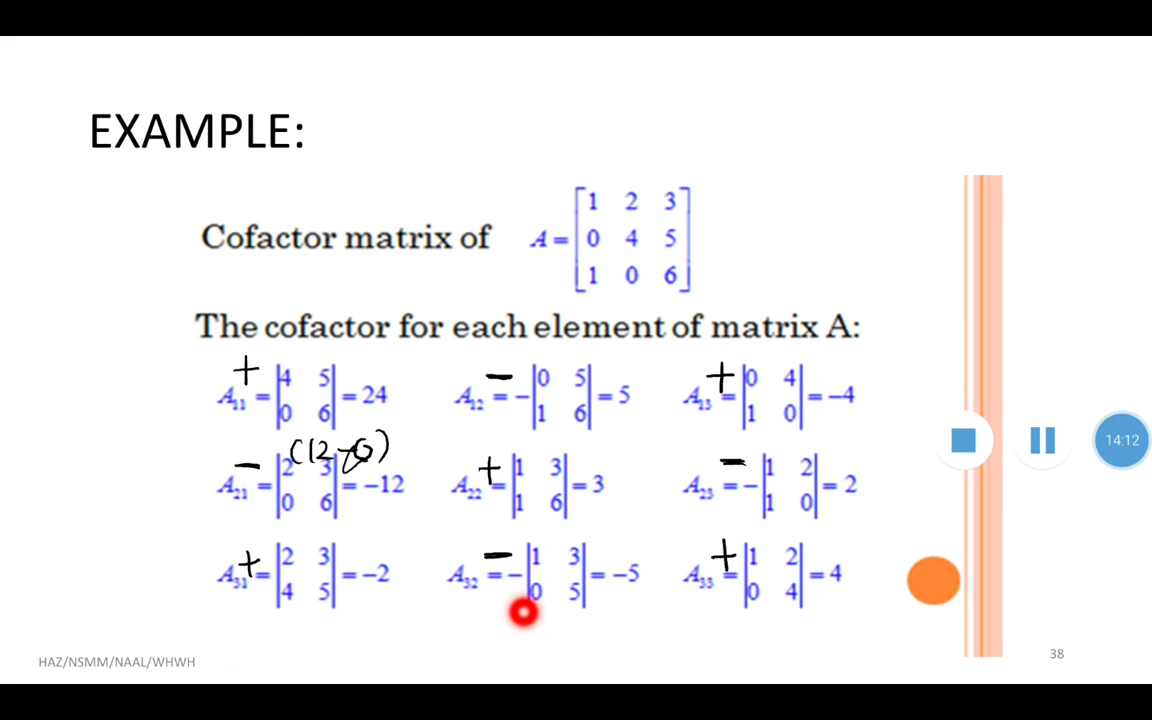 EXAMPLE:
Cofactor matrix of A = [1 2 3
0 4 5
1 0 6]
The cofactor for each element of matrix A:
+ − +
A₁₁ = |4 5| = 24 A₁₂ = −|0 5| = 5 A₁₃ = |0 4| = −4
|0 6| |1 6| |1 0|
(12−0)
− + −
A₂₁ = |2 3| = −12 A₂₂ = |1 3| = 3 A₂₃ = −|1 2| = 2
|0 6| |1 6| |1 0|
+ − +
A₃₁ = |2 3| = −2 A₃₂ = −|1 3| = −5 A₃₃ = |1 2| = 4
|4 5| |0 5| |0 4|
14:12
HAZ/NSMM/NAAL/WHWH
38